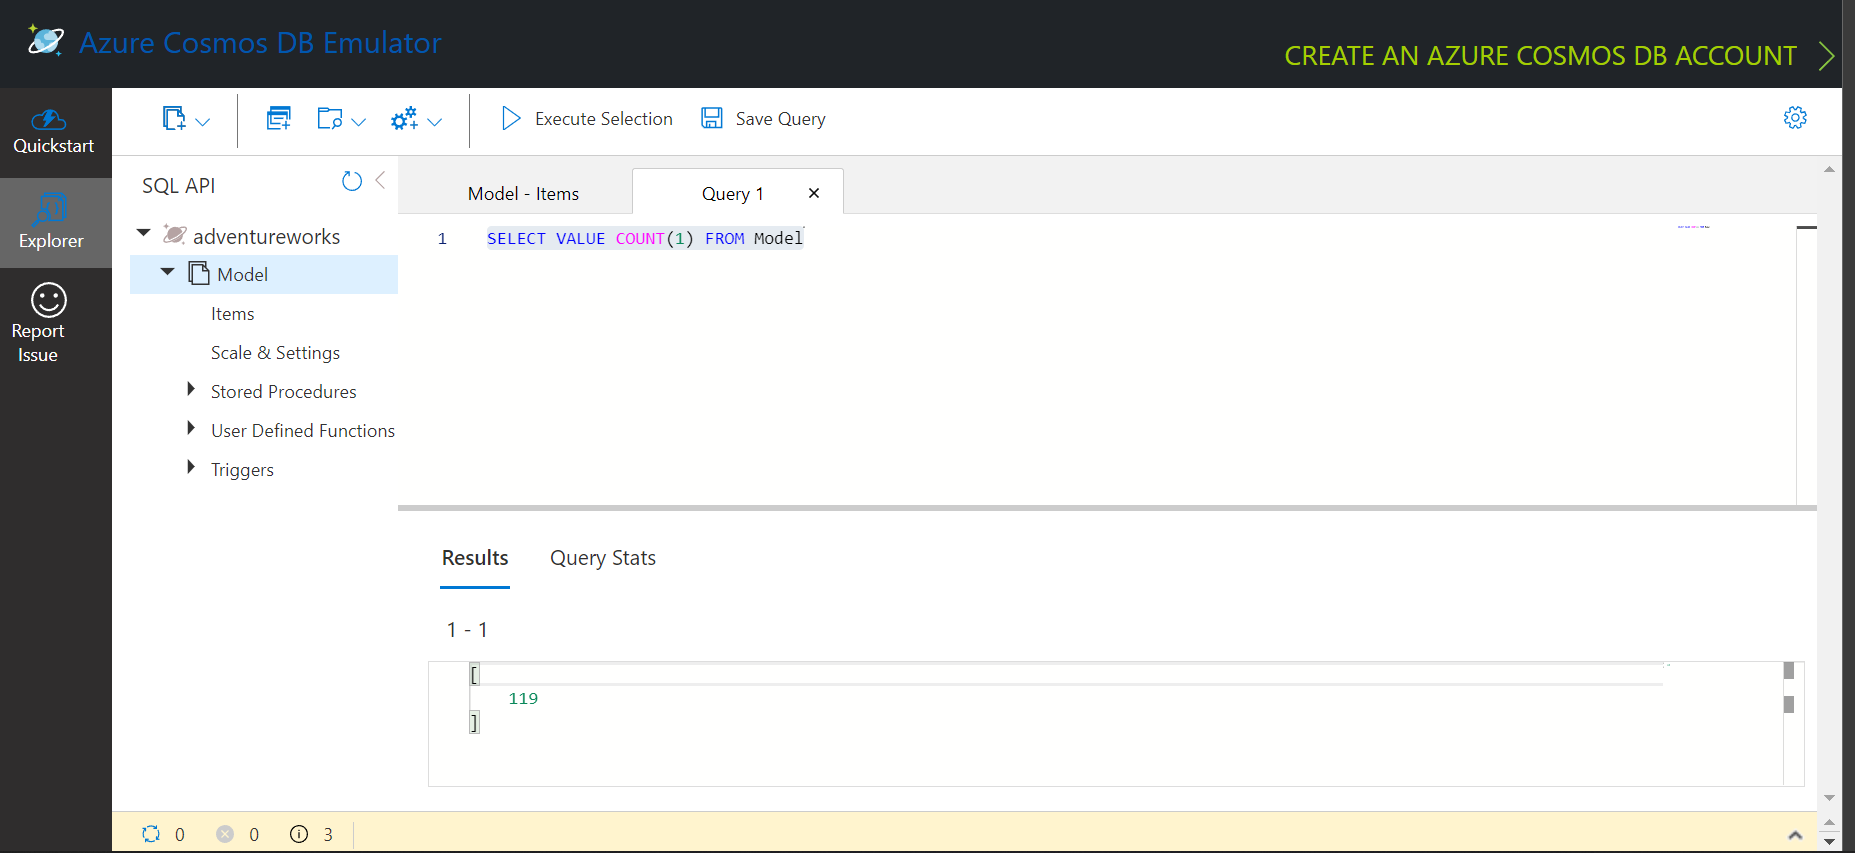 Azure Cosmos DB Emulator
CREATE AN AZURE COSMOS DB ACCOUNT
Quickstart
Explorer
Report
Issue
Execute Selection
Save Query
SQL API
adventureworks
Model
Items
Scale & Settings
Stored Procedures
User Defined Functions
Triggers
Model - Items
Query 1
1
SELECT VALUE COUNT(1) FROM Model
Results
Query Stats
1 - 1
[
119
]
0
0
3